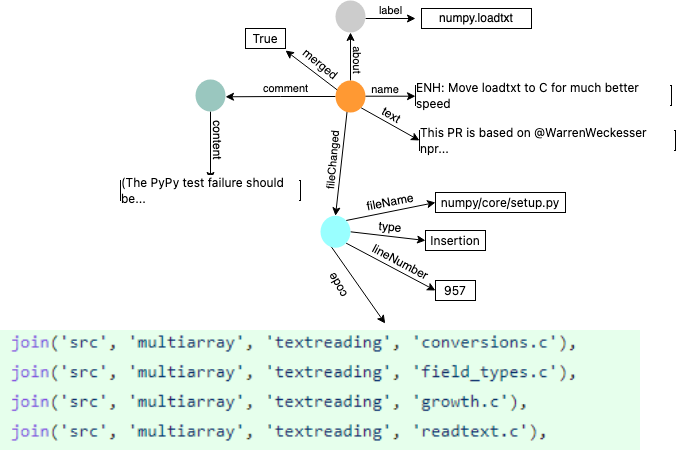 label
numpy.loadtxt
True
merged
about
comment
name
ENH: Move loadtxt to C for much better
speed
text
This PR is based on @WarrenWeckesser
npr...
content
(The PyPy test failure should
be...
fileChanged
fileName
numpy/core/setup.py
type
Insertion
lineNumber
957
code
join('src', 'multiarray', 'textreading', 'conversions.c'),
join('src', 'multiarray', 'textreading', 'field_types.c'),
join('src', 'multiarray', 'textreading', 'growth.c'),
join('src', 'multiarray', 'textreading', 'readtext.c'),